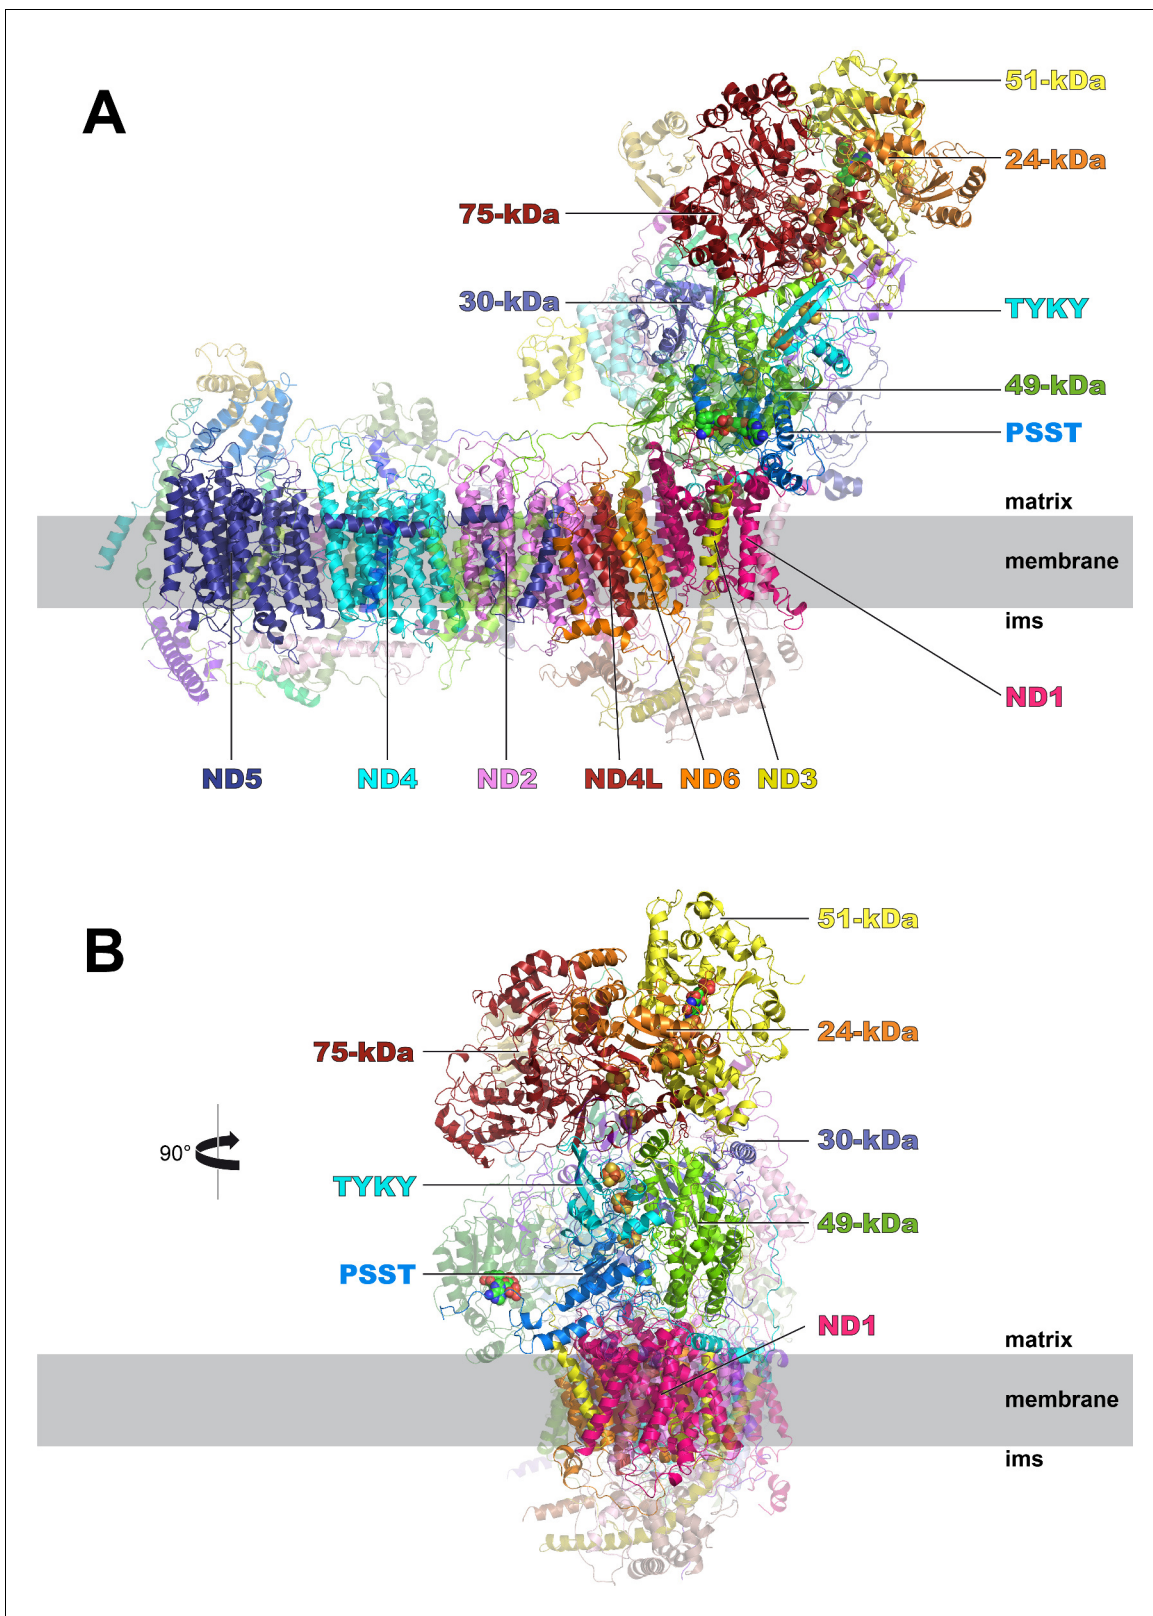 A
51-kDa
24-kDa
75-kDa
30-kDa
TYKY
49-kDa
PSST
matrix
membrane
ims
ND1
ND5
ND4
ND2
ND4L
ND6
ND3
B
51-kDa
24-kDa
75-kDa
30-kDa
90°
TYKY
49-kDa
PSST
ND1
matrix
membrane
ims